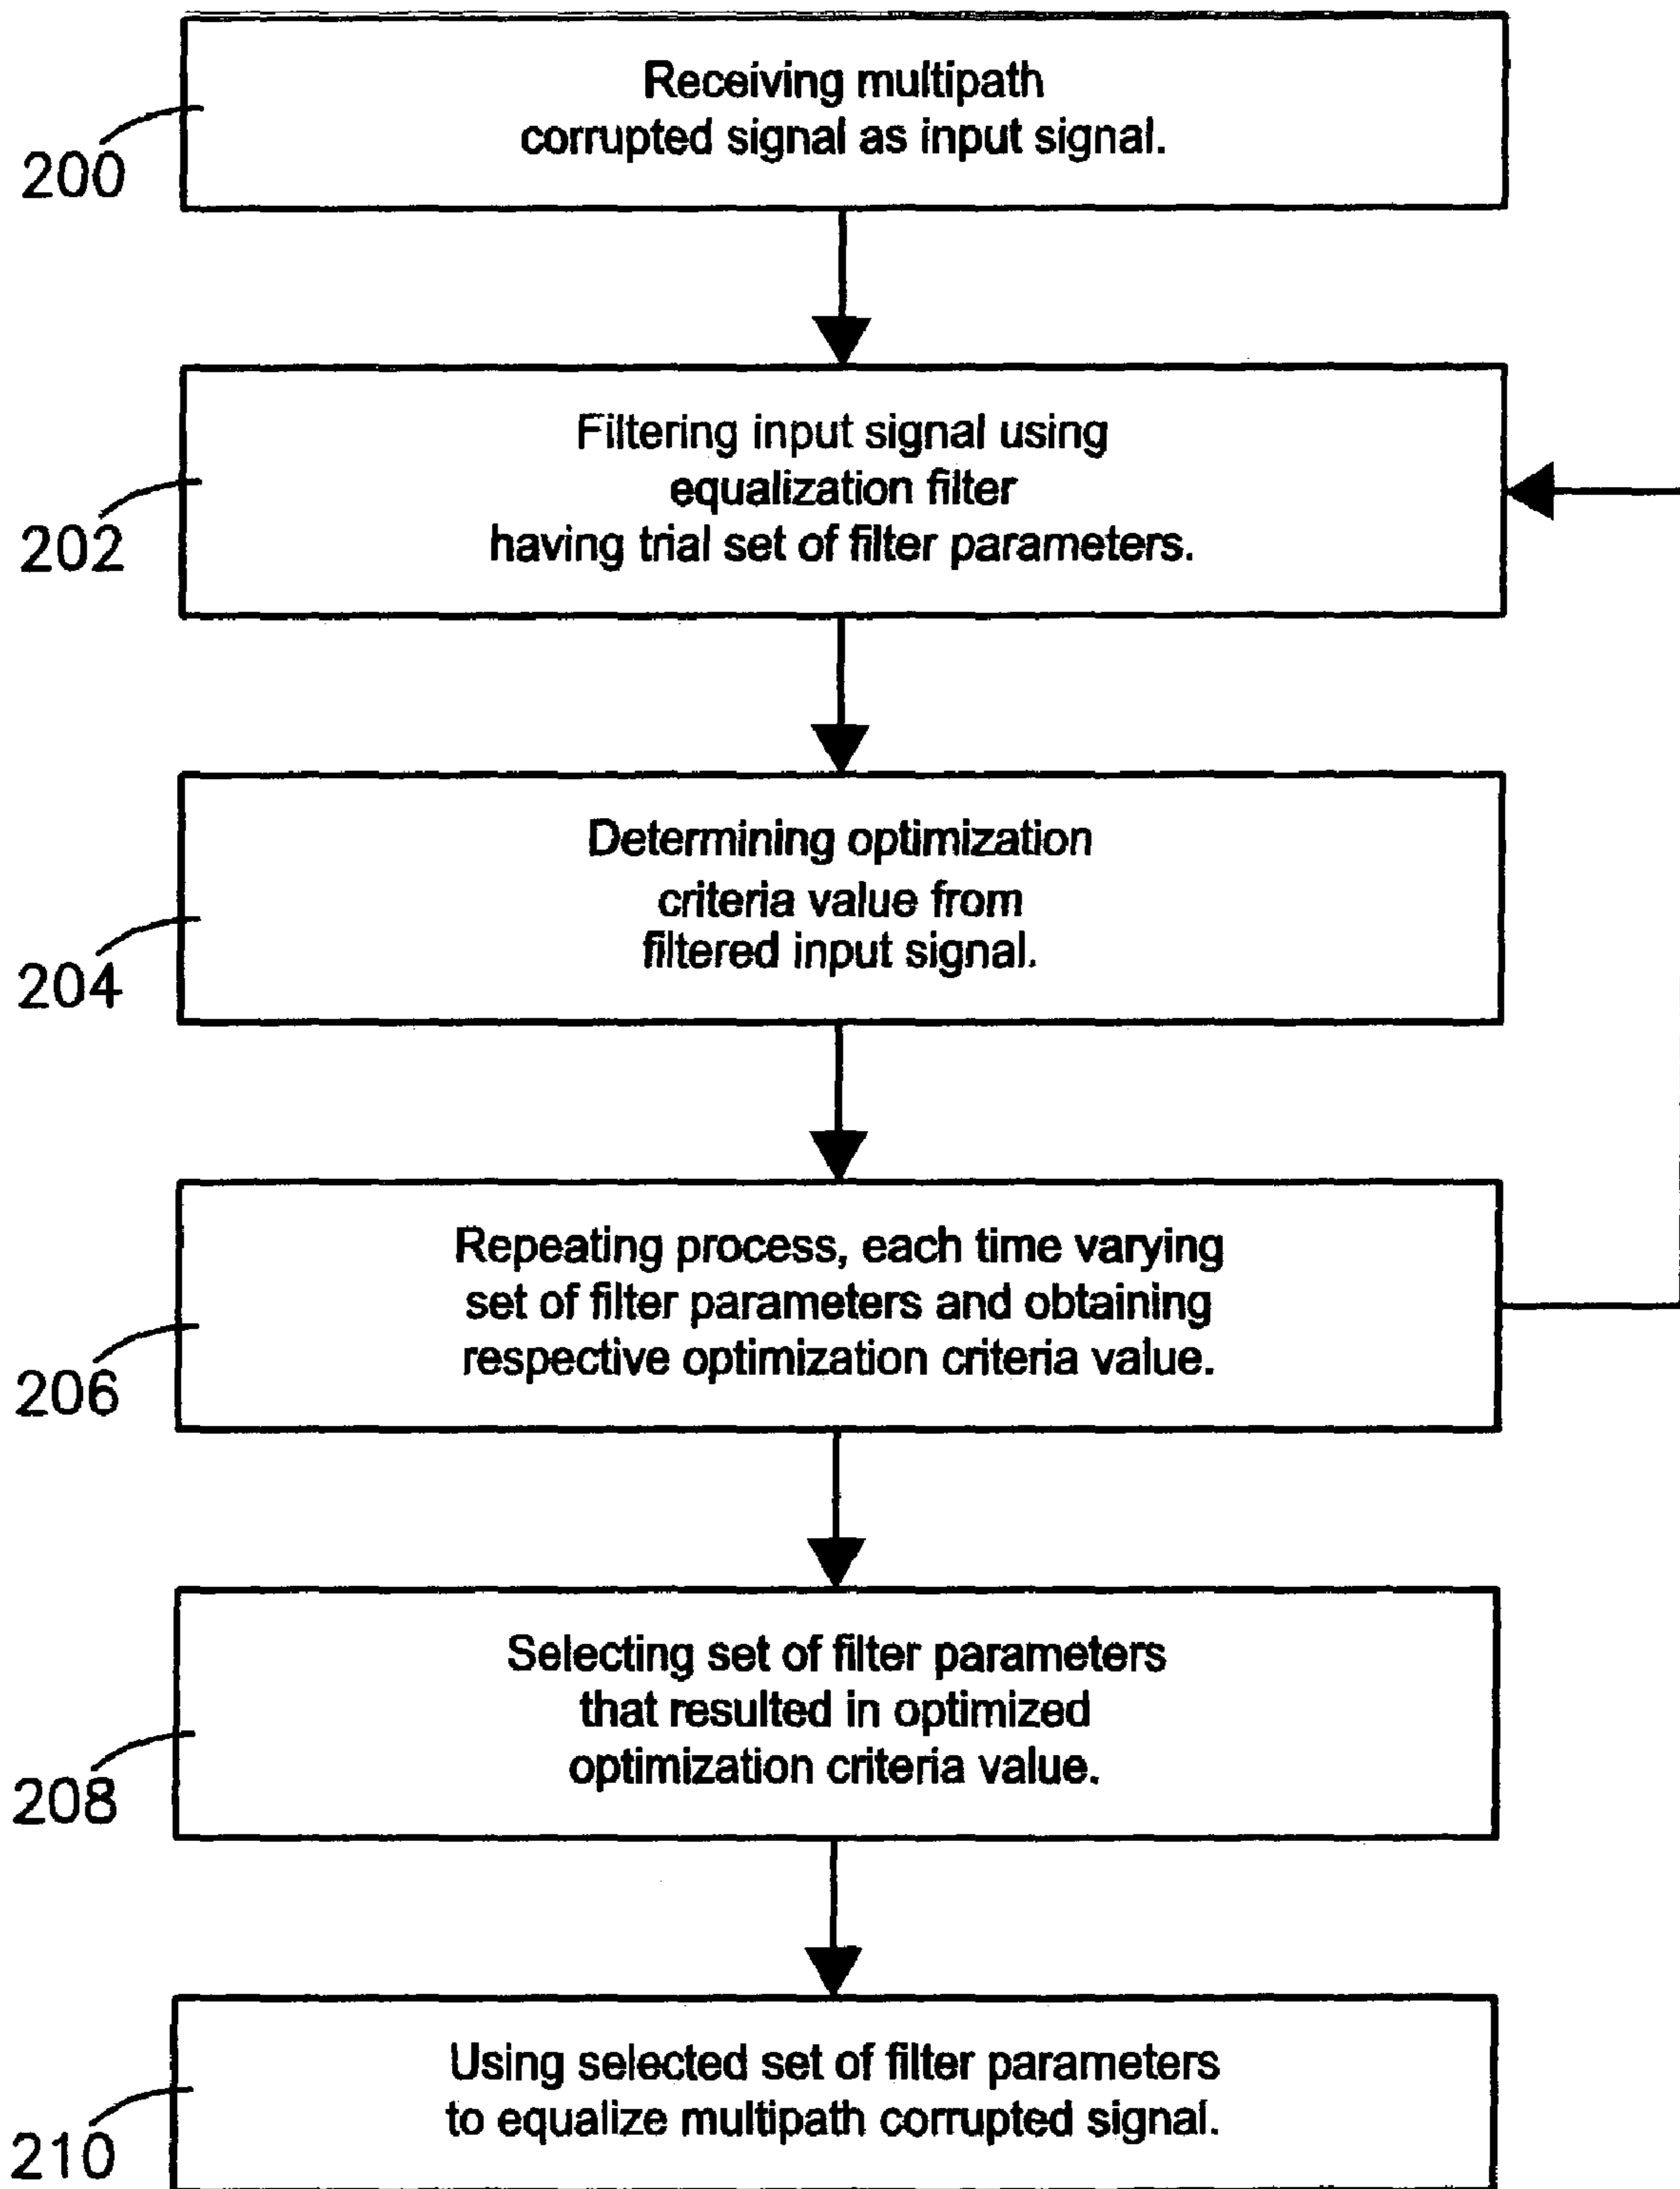 Receiving multipath
corrupted signal as input signal.
200
Filtering input signal using
equalization filter
having trial set of filter parameters.
202
Determining optimization
criteria value from
filtered input signal.
204
Repeating process, each time varying
set of filter parameters and obtaining
respective optimization criteria value.
206
Selecting set of filter parameters
that resulted in optimized
optimization criteria value.
208
Using selected set of filter parameters
to equalize multipath corrupted signal.
210